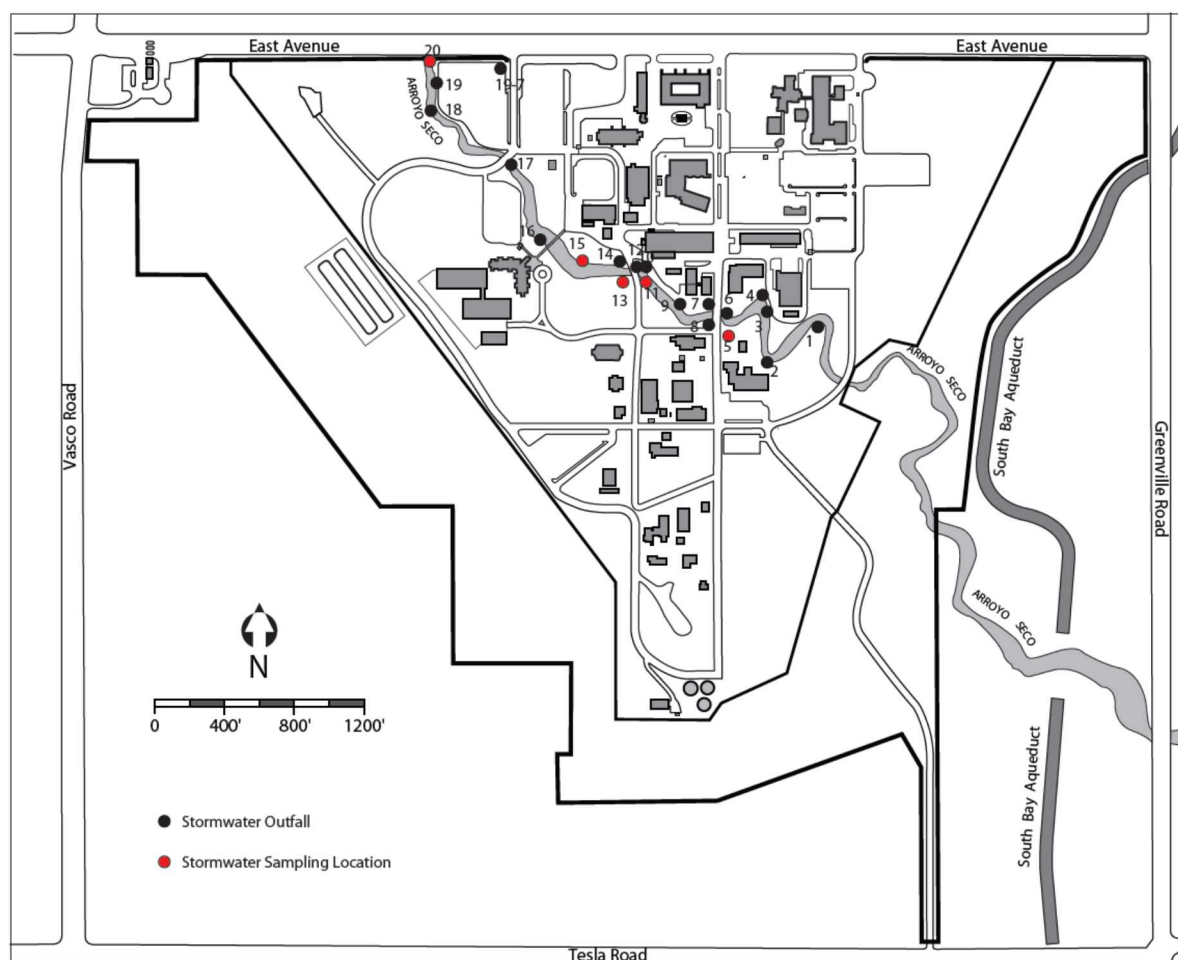 East Avenue
East Avenue
20
19
19-7
18
ARROYO SECO
17
16
15
14
12
13
11
9
7
8
6
5
4
3
2
1
ARROYO SECO
South Bay Aqueduct
Vasco Road
Greenville Road
ARROYO SECO
N
0 400' 800' 1200'
South Bay Aqueduct
Stormwater Outfall
Stormwater Sampling Location
Tesla Road